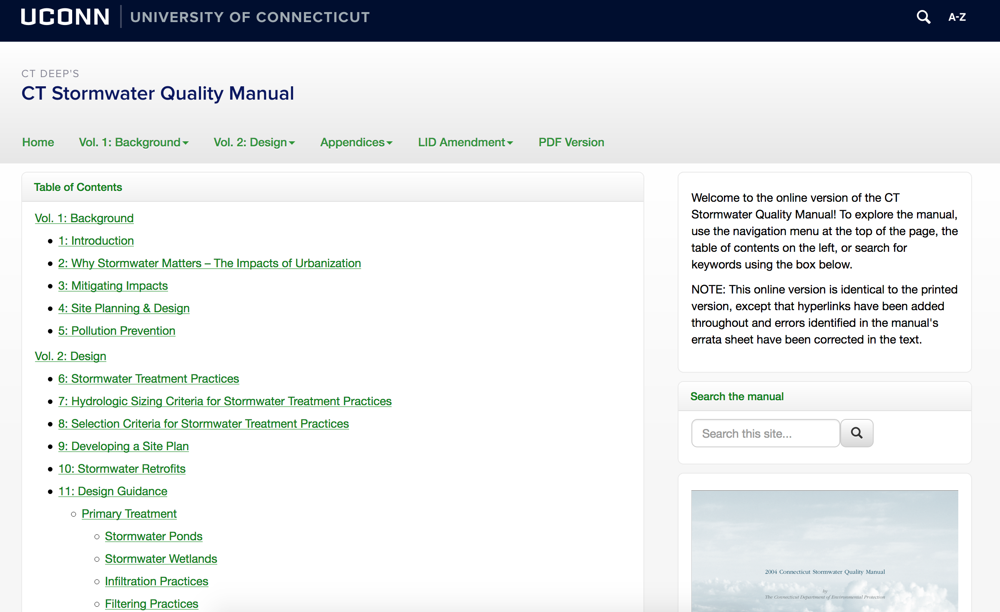 UCONN UNIVERSITY OF CONNECTICUT
A-Z
CT DEEP'S
CT Stormwater Quality Manual
Home Vol. 1: Background Vol. 2: Design Appendices LID Amendment PDF Version
Table of Contents
Vol. 1: Background
1: Introduction
2: Why Stormwater Matters – The Impacts of Urbanization
3: Mitigating Impacts
4: Site Planning & Design
5: Pollution Prevention
Vol. 2: Design
6: Stormwater Treatment Practices
7: Hydrologic Sizing Criteria for Stormwater Treatment Practices
8: Selection Criteria for Stormwater Treatment Practices
9: Developing a Site Plan
10: Stormwater Retrofits
11: Design Guidance
Primary Treatment
Stormwater Ponds
Stormwater Wetlands
Infiltration Practices
Filtering Practices
Welcome to the online version of the CT
Stormwater Quality Manual! To explore the manual,
use the navigation menu at the top of the page, the
table of contents on the left, or search for
keywords using the box below.
NOTE: This online version is identical to the printed
version, except that hyperlinks have been added
throughout and errors identified in the manual's
errata sheet have been corrected in the text.
Search the manual
Search this site...
2004 Connecticut Stormwater Quality Manual
by
The Connecticut Department of Environmental Protection